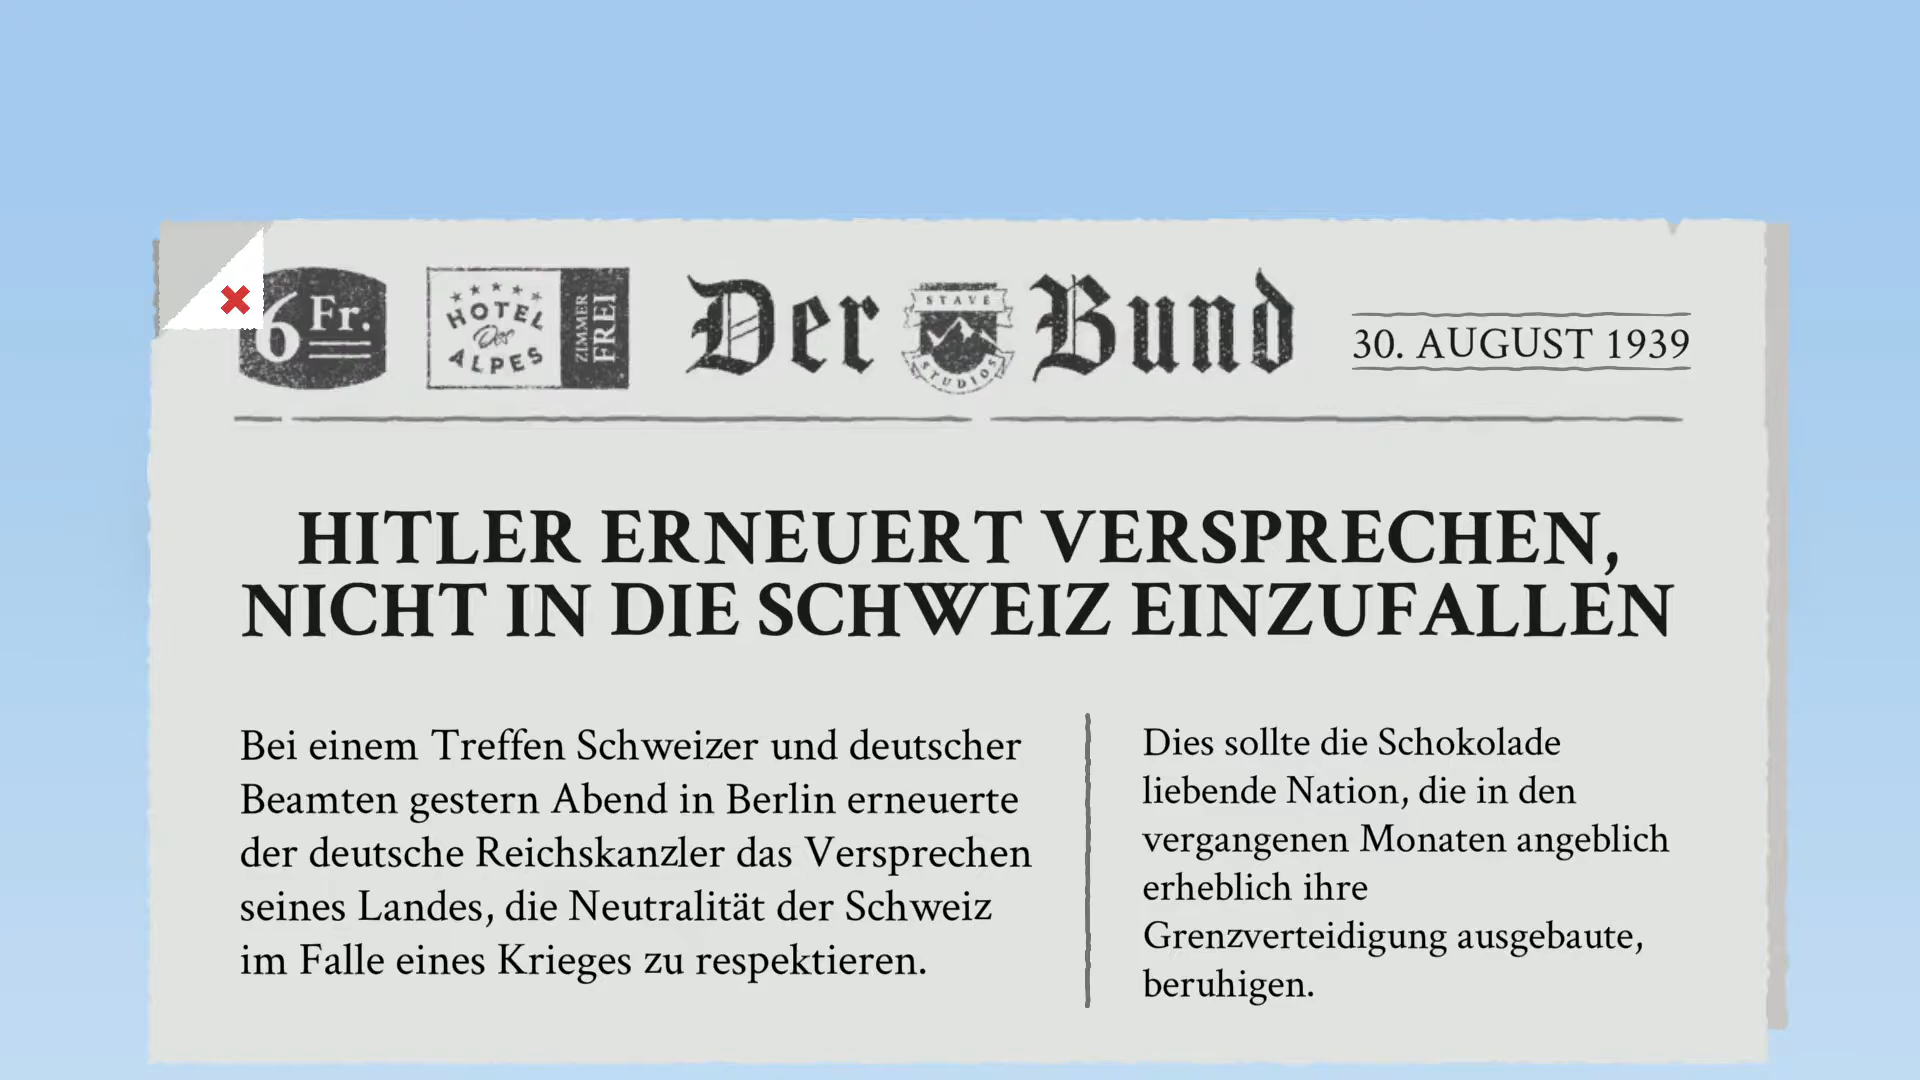 6 Fr.
HOTEL
Des
ALPES
ZIMMER
FREI
Der Bund
STAVE
STUDIOS
30. AUGUST 1939
HITLER ERNEUERT VERSPRECHEN,
NICHT IN DIE SCHWEIZ EINZUFALLEN
Bei einem Treffen Schweizer und deutscher
Beamten gestern Abend in Berlin erneuerte
der deutsche Reichskanzler das Versprechen
seines Landes, die Neutralität der Schweiz
im Falle eines Krieges zu respektieren.
Dies sollte die Schokolade
liebende Nation, die in den
vergangenen Monaten angeblich
erheblich ihre
Grenzverteidigung ausgebaute,
beruhigen.